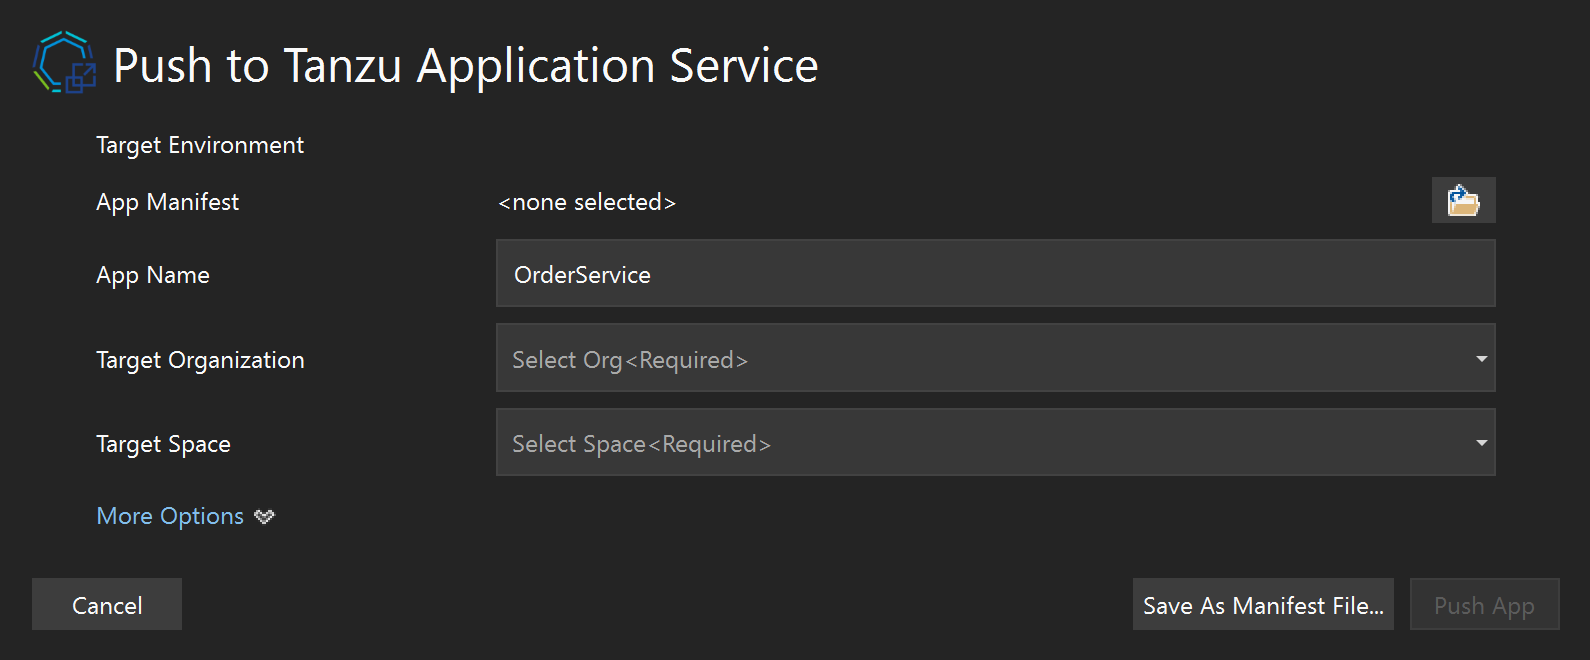 Push to Tanzu Application Service
Target Environment
App Manifest <none selected>
App Name OrderService
Target Organization Select Org<Required>
Target Space Select Space<Required>
More Options
Cancel Save As Manifest File... Push App